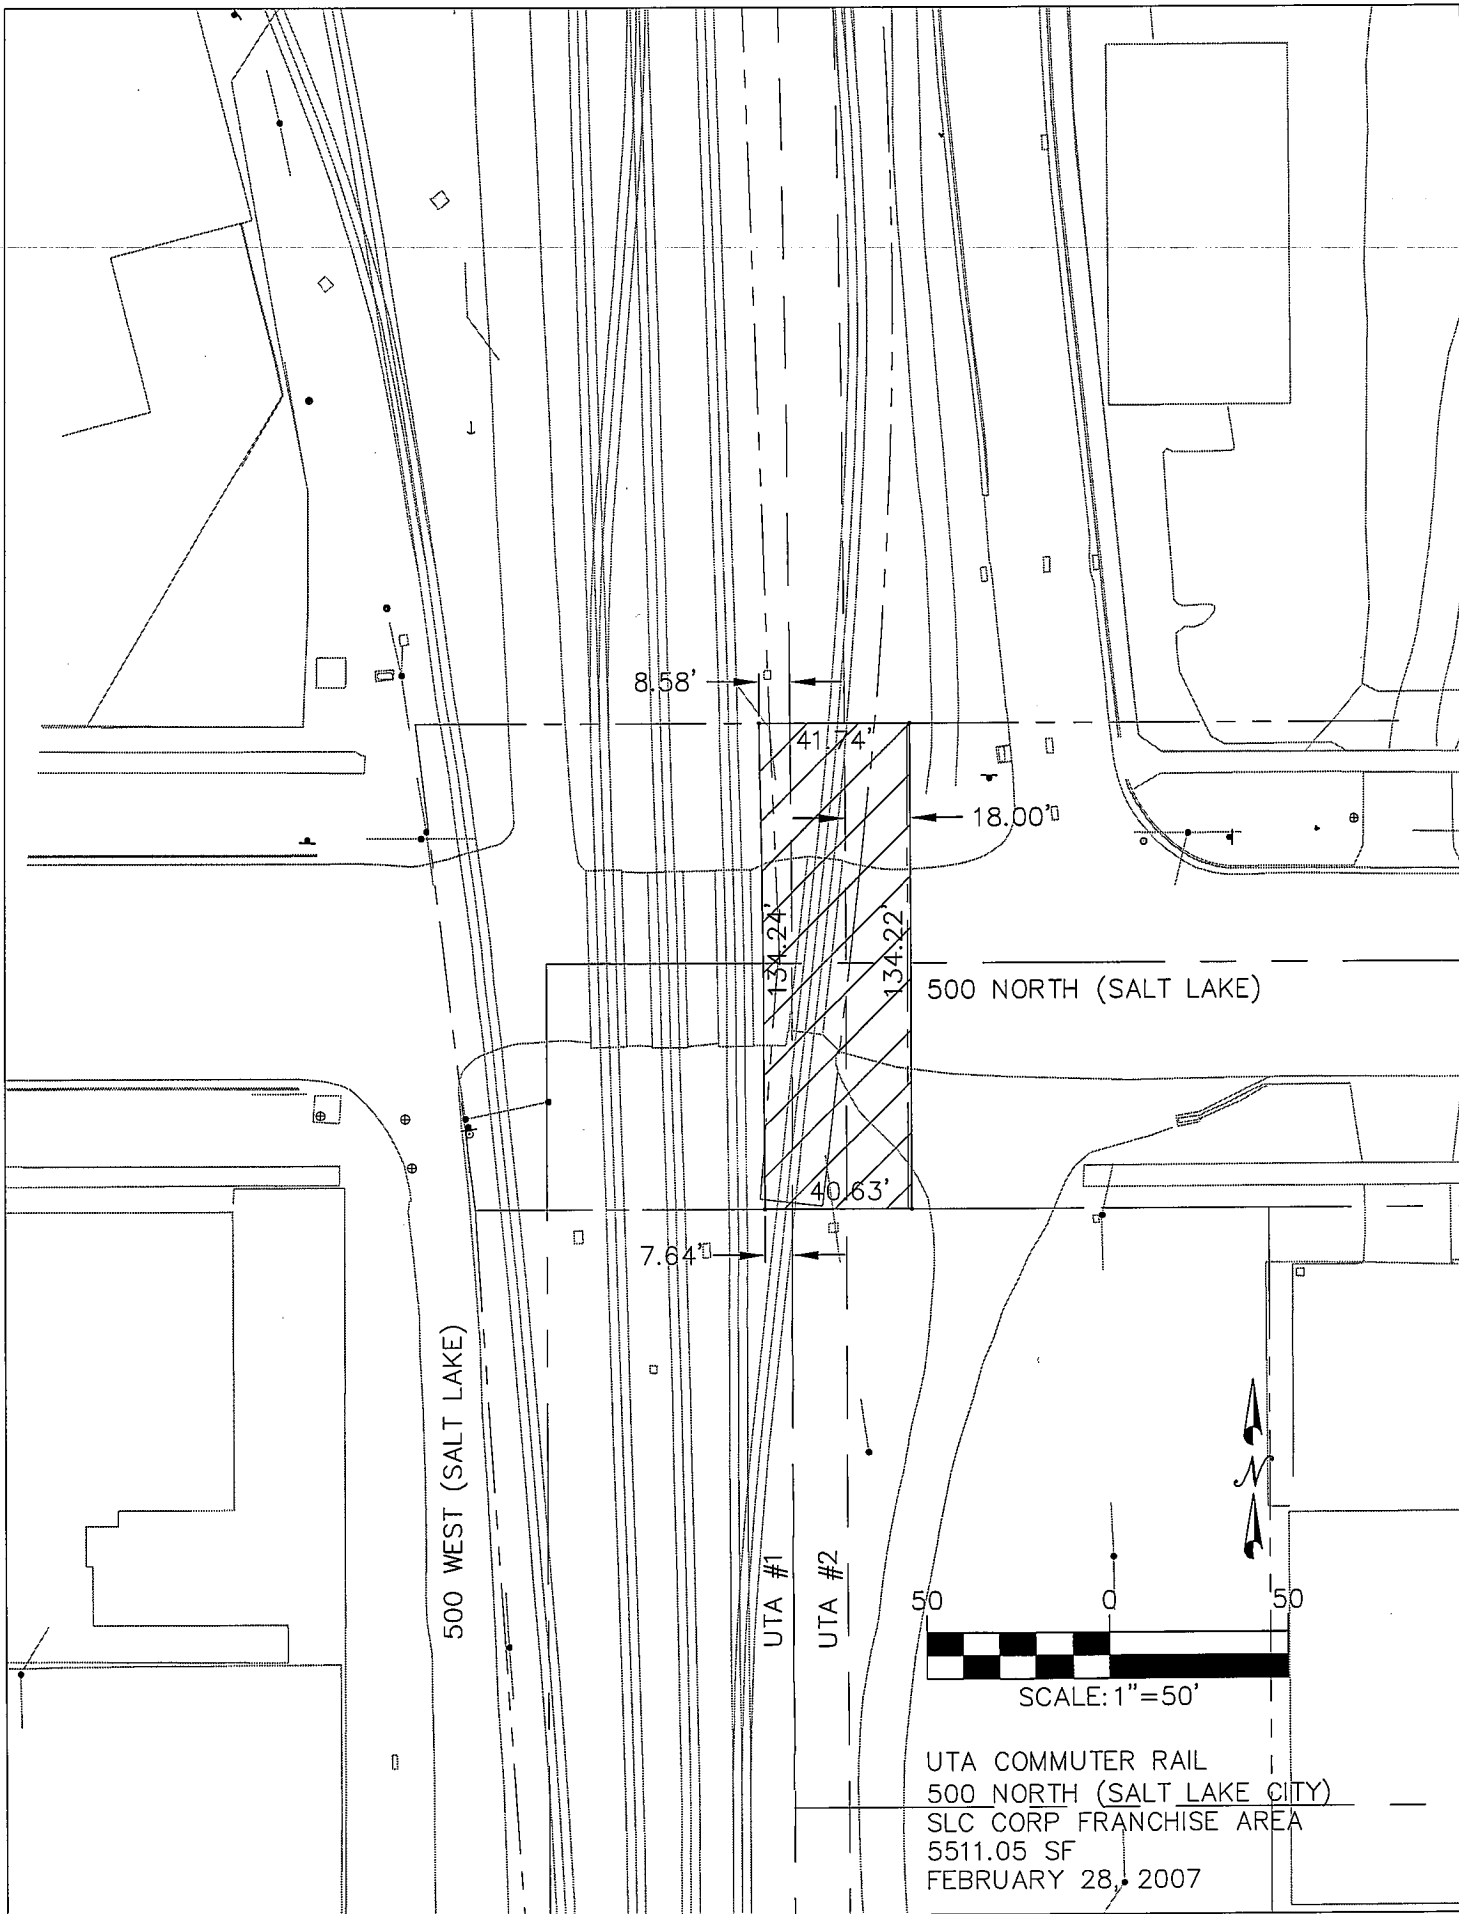 8.58'
41.74'
18.00'
134.24'
134.22'
500 NORTH (SALT LAKE)
40.63'
7.64'
500 WEST (SALT LAKE)
UTA #1
UTA #2
N
50 0 50
SCALE: 1"=50'
UTA COMMUTER RAIL
500 NORTH (SALT LAKE CITY)
SLC CORP FRANCHISE AREA
5511.05 SF
FEBRUARY 28, 2007